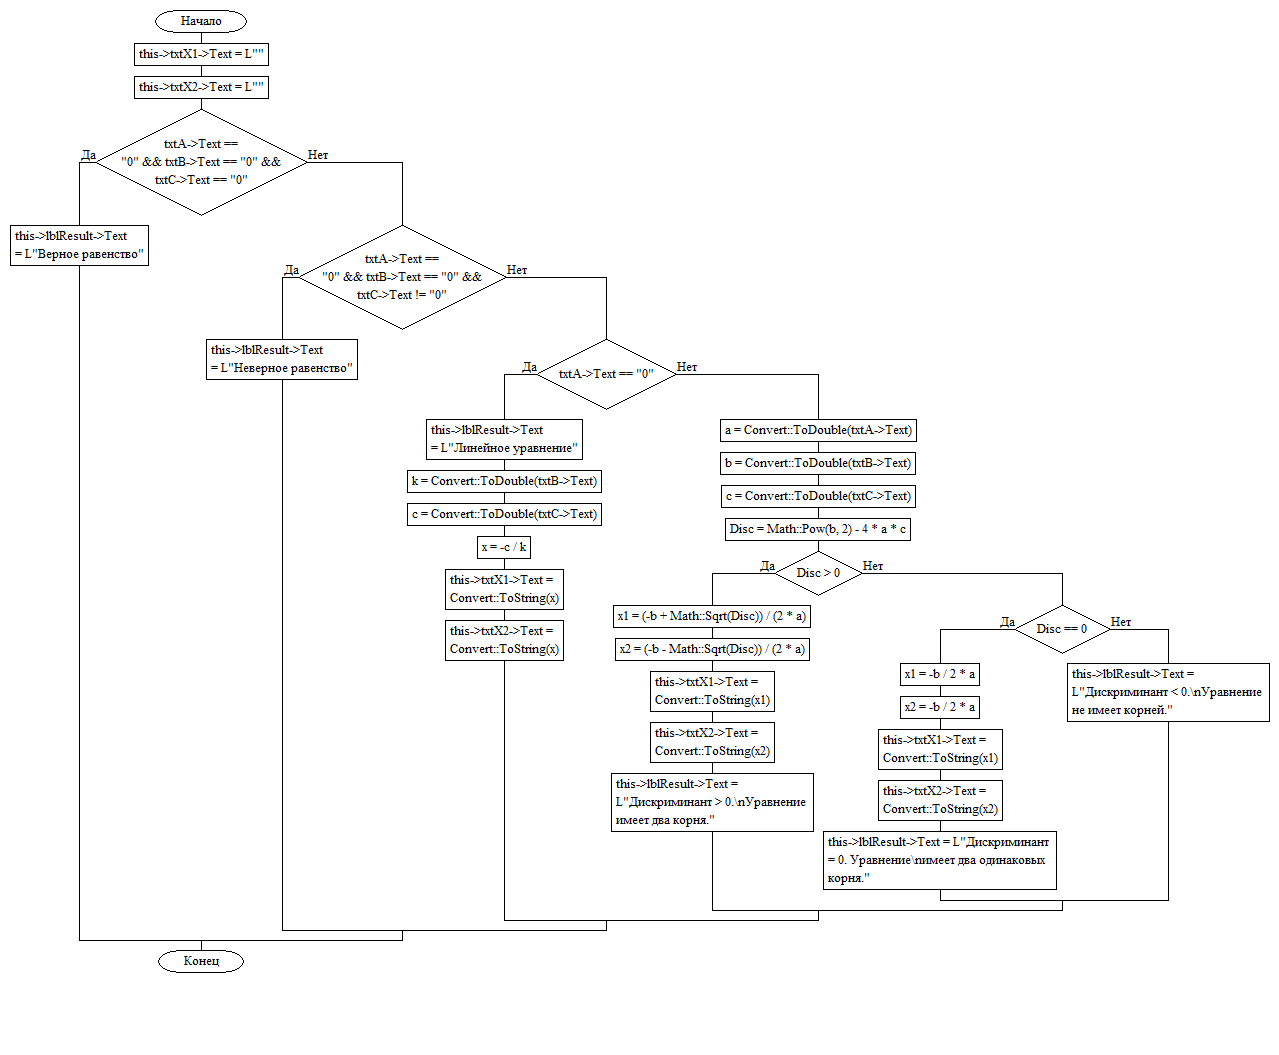 Начало
this->txtX1->Text = L""
this->txtX2->Text = L""
txtA->Text ==
"0" && txtB->Text == "0" &&
txtC->Text == "0"
Да
Нет
this->lblResult->Text
= L"Верное равенство"
txtA->Text ==
"0" && txtB->Text == "0" &&
txtC->Text != "0"
Да
Нет
this->lblResult->Text
= L"Неверное равенство"
txtA->Text == "0"
Да
Нет
this->lblResult->Text
= L"Линейное уравнение"
k = Convert::ToDouble(txtB->Text)
c = Convert::ToDouble(txtC->Text)
x = -c / k
this->txtX1->Text =
Convert::ToString(x)
this->txtX2->Text =
Convert::ToString(x)
a = Convert::ToDouble(txtA->Text)
b = Convert::ToDouble(txtB->Text)
c = Convert::ToDouble(txtC->Text)
Disc = Math::Pow(b, 2) - 4 * a * c
Disc > 0
Да
Нет
x1 = (-b + Math::Sqrt(Disc)) / (2 * a)
x2 = (-b - Math::Sqrt(Disc)) / (2 * a)
this->txtX1->Text =
Convert::ToString(x1)
this->txtX2->Text =
Convert::ToString(x2)
this->lblResult->Text =
L"Дискриминант > 0.\nУравнение
имеет два корня."
Disc == 0
Да
Нет
x1 = -b / 2 * a
x2 = -b / 2 * a
this->txtX1->Text =
Convert::ToString(x1)
this->txtX2->Text =
Convert::ToString(x2)
this->lblResult->Text = L"Дискриминант
= 0. Уравнение\nимеет два одинаковых
корня."
this->lblResult->Text =
L"Дискриминант < 0.\nУравнение
не имеет корней."
Конец